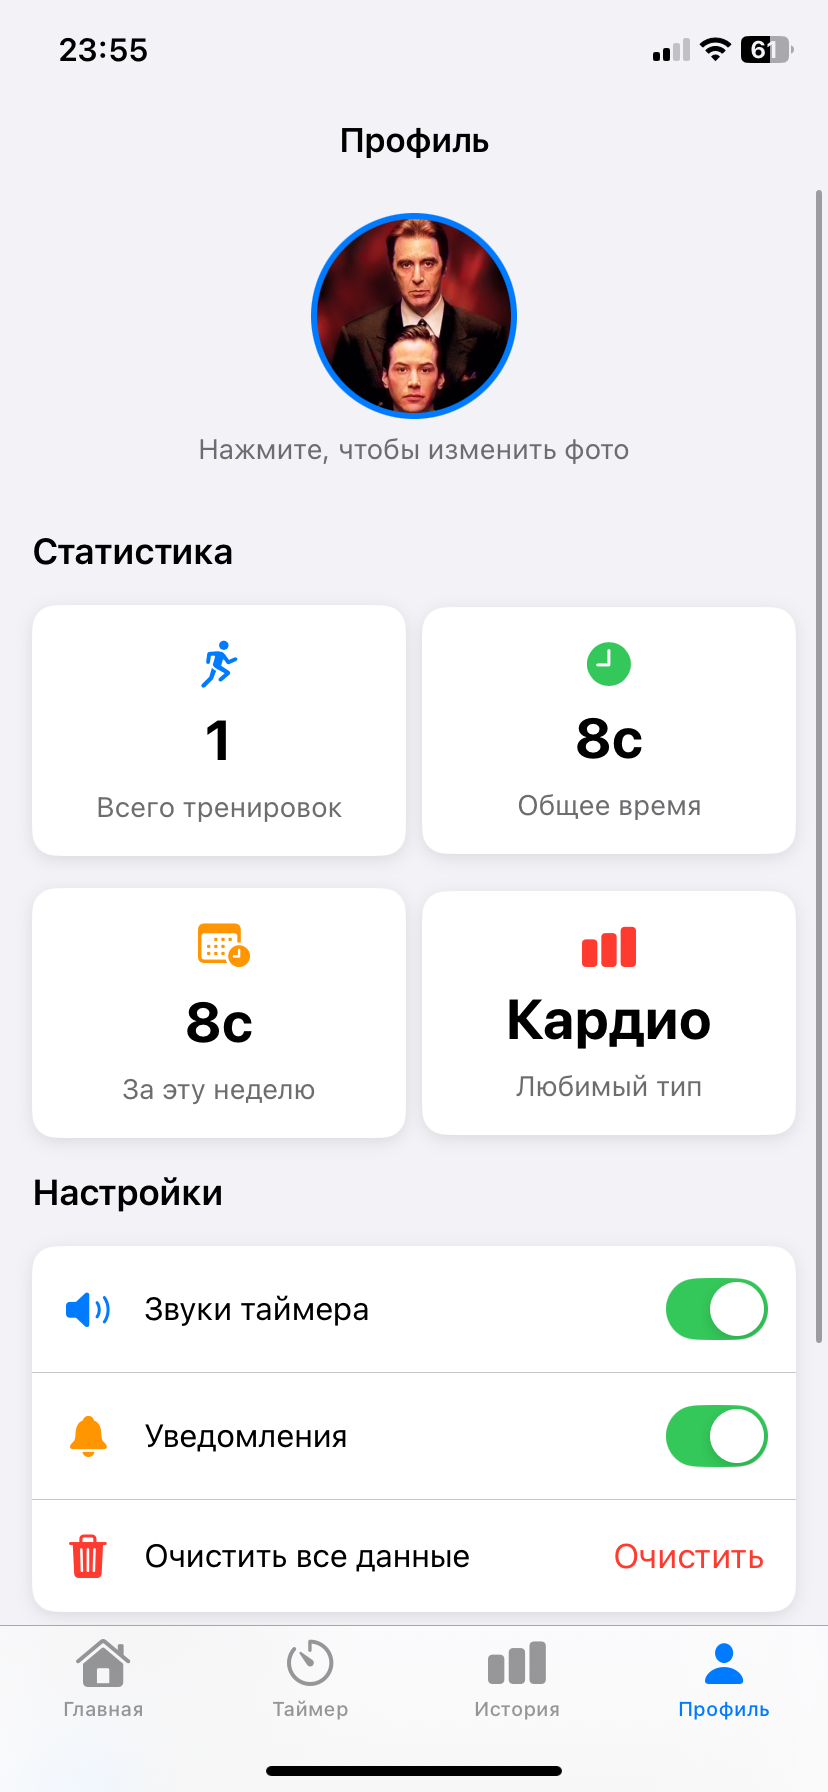 23:55
61
Профиль
Нажмите, чтобы изменить фото
Статистика
1
Всего тренировок
8с
Общее время
8с
За эту неделю
Кардио
Любимый тип
Настройки
Звуки таймера
Уведомления
Очистить все данные
Очистить
Главная
Таймер
История
Профиль